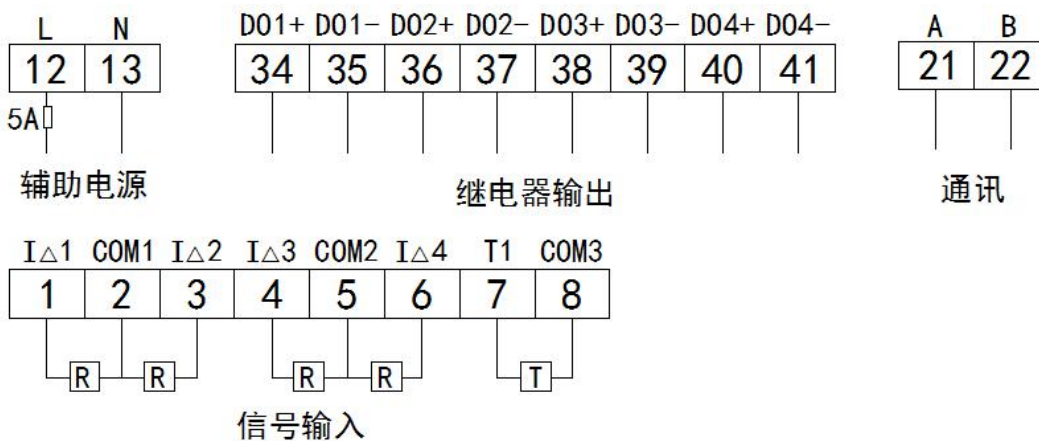 L N DO1+ DO1- DO2+ DO2- DO3+ DO3- DO4+ DO4- A B
12 13 34 35 36 37 38 39 40 41 21 22
5A
辅助电源 继电器输出 通讯
I△1 COM1 I△2 I△3 COM2 I△4 T1 COM3
1 2 3 4 5 6 7 8
R R R R T
信号输入